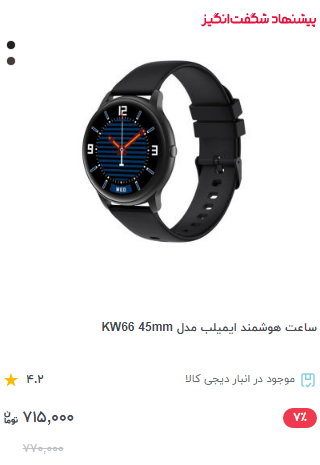 پیشنهاد شگفت‌انگیز
12
9
3
WED
ساعت هوشمند ایمیلب مدل KW66 45mm
موجود در انبار دیجی کالا
۴.۲
۷٪
۷۱۵,۰۰۰ تومان
۷۷۰,۰۰۰